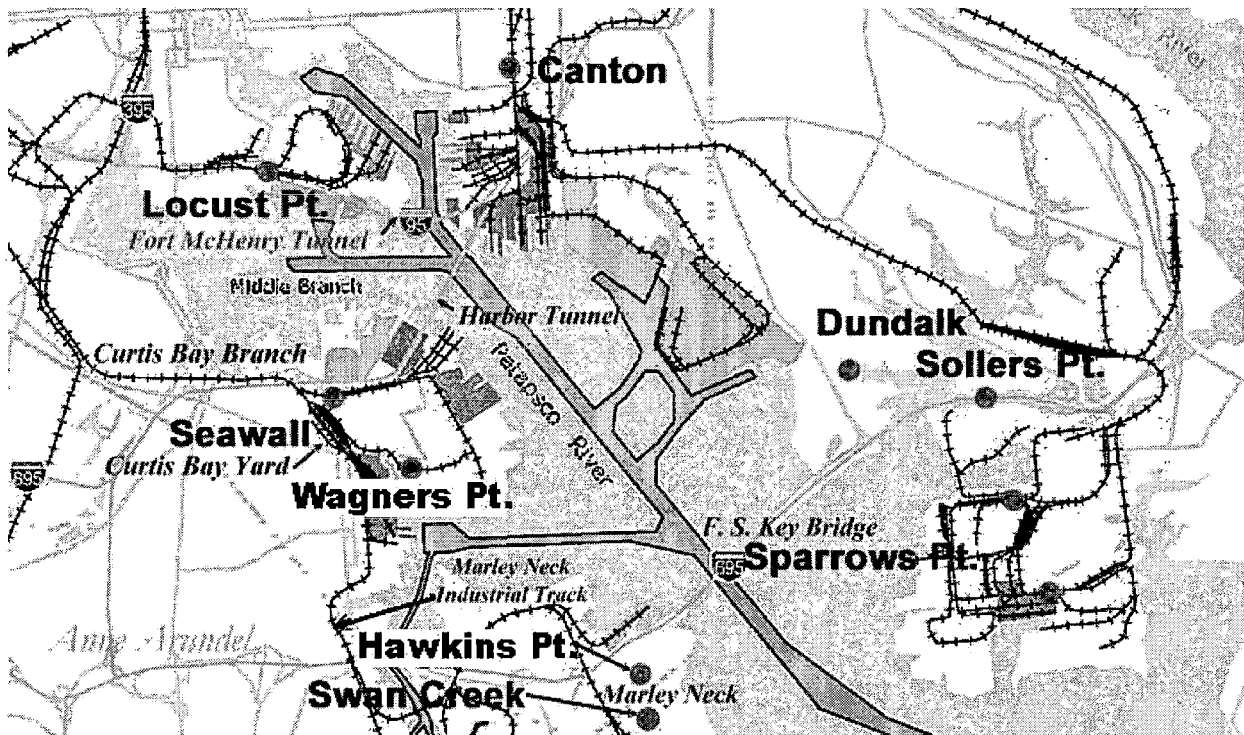 River
Canton
395
Locust Pt.
Fort McHenry Tunnel
95
Middle Branch
Harbor Tunnel
Dundalk
Curtis Bay Branch
Patapsco River
Sollers Pt.
Seawall
Curtis Bay Yard
695
Wagners Pt.
F. S. Key Bridge
695
Sparrows Pt.
Marley Neck
Industrial Track
Anne Arundel
Hawkins Pt.
Swan Creek
Marley Neck